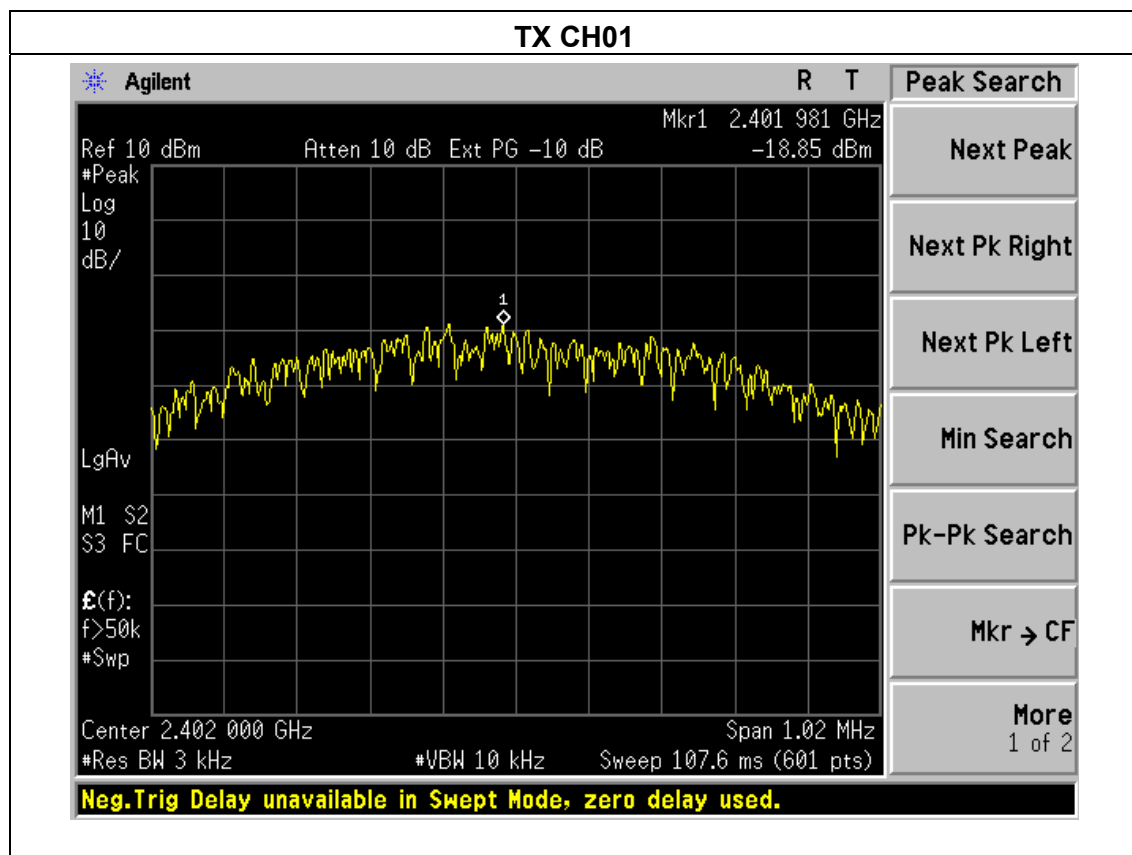 TX CH01
Agilent R T
Peak Search
Mkr1 2.401 981 GHz
Ref 10 dBm Atten 10 dB Ext PG -10 dB -18.85 dBm
#Peak
Log
10
dB/
1
LgAv
M1 S2
S3 FC
£(f):
f>50k
#Swp
Center 2.402 000 GHz Span 1.02 MHz
#Res BW 3 kHz #VBW 10 kHz Sweep 107.6 ms (601 pts)
Neg.Trig Delay unavailable in Swept Mode, zero delay used.
Next Peak
Next Pk Right
Next Pk Left
Min Search
Pk-Pk Search
Mkr → CF
More
1 of 2